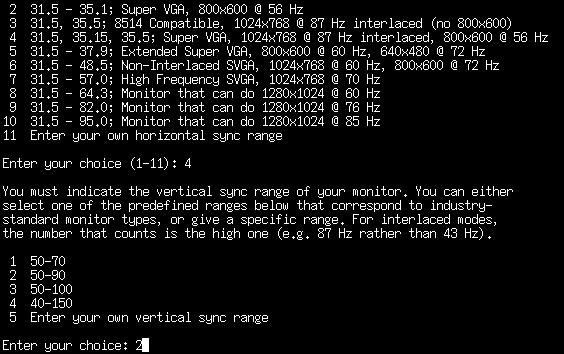 2 31.5 - 35.1; Super VGA, 800x600 @ 56 Hz
3 31.5, 35.5; 8514 Compatible, 1024x768 @ 87 Hz interlaced (no 800x600)
4 31.5, 35.15, 35.5; Super VGA, 1024x768 @ 87 Hz interlaced, 800x600 @ 56 Hz
5 31.5 - 37.9; Extended Super VGA, 800x600 @ 60 Hz, 640x480 @ 72 Hz
6 31.5 - 48.5; Non-Interlaced SVGA, 1024x768 @ 60 Hz, 800x600 @ 72 Hz
7 31.5 - 57.0; High Frequency SVGA, 1024x768 @ 70 Hz
8 31.5 - 64.3; Monitor that can do 1280x1024 @ 60 Hz
9 31.5 - 82.0; Monitor that can do 1280x1024 @ 76 Hz
10 31.5 - 95.0; Monitor that can do 1280x1024 @ 85 Hz
11 Enter your own horizontal sync range
Enter your choice (1-11): 4
You must indicate the vertical sync range of your monitor. You can either
select one of the predefined ranges below that correspond to industry-
standard monitor types, or give a specific range. For interlaced modes,
the number that counts is the high one (e.g. 87 Hz rather than 43 Hz).
1 50-70
2 50-90
3 50-100
4 40-150
5 Enter your own vertical sync range
Enter your choice: 2